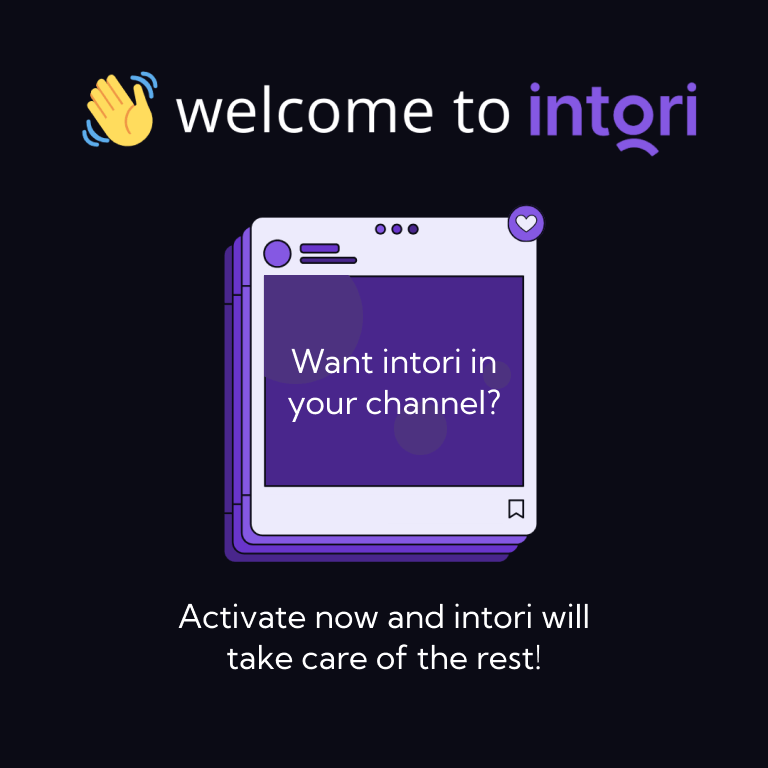 welcome to intori
Want intori in
your channel?
Activate now and intori will
take care of the rest!